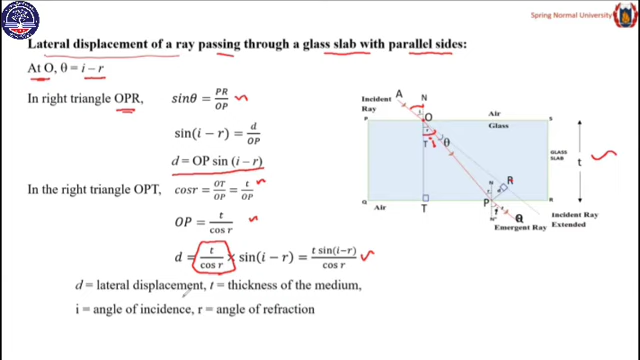 Spring Normal University
Lateral displacement of a ray passing through a glass slab with parallel sides:
At O, θ = i – r
In right triangle OPR, sinθ = PR/OP
sin(i – r) = d/OP
d = OP sin (i – r)
In the right triangle OPT, cosr = OT/OP = t/OP
OP = t/cos r
d = t/cos r × sin(i – r) = t sin(i–r)/cos r
d = lateral displacement, t = thickness of the medium,
i = angle of incidence, r = angle of refraction
Incident Ray
A
N
O
P
S
Air
Glass
θ
T
i
GLASS SLAB
t
R
N
Q
Air
T
P
R
Q
Emergent Ray
Incident Ray Extended